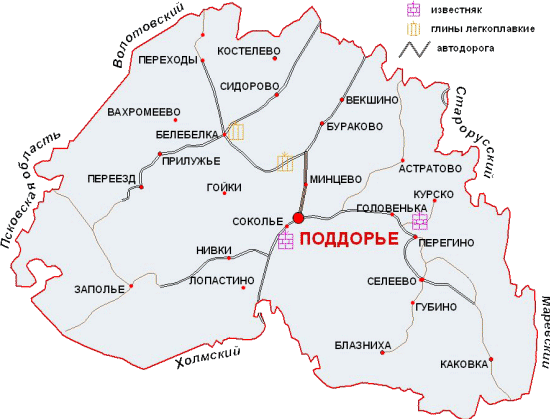 известняк
глины легкоплавкие
автодорога
Волотовский
КОСТЕЛЕВО
ПЕРЕХОДЫ
СИДОРОВО
ВЕКШИНО
ВАХРОМЕЕВО
Старорусский
БУРАКОВО
БЕЛЕБЕЛКА
Псковская область
ПРИЛУЖЬЕ
АСТРАТОВО
ПЕРЕЕЗД
МИНЦЕВО
ГОЙКИ
КУРСКО
ГОЛОВЕНЬКА
СОКОЛЬЕ
ПОДДОРЬЕ
ПЕРЕГИНО
НИВКИ
ЗАПОЛЬЕ
ЛОПАСТИНО
СЕЛЕЕВО
ГУБИНО
Маревский
БЛАЗНИХА
Холмский
КАКОВКА